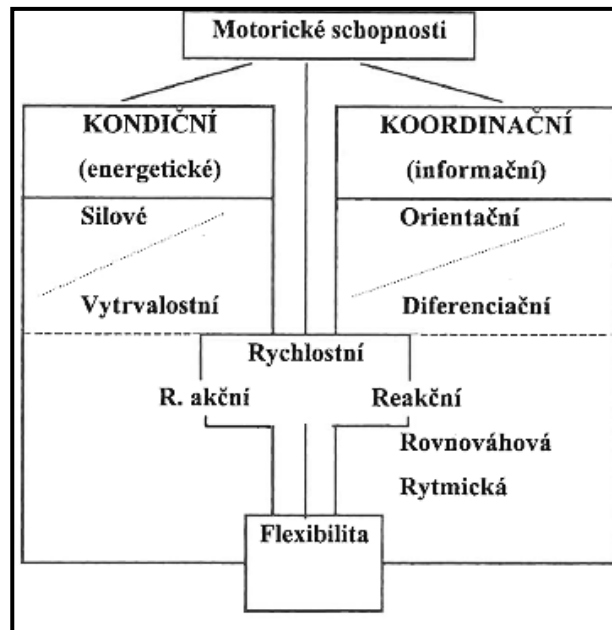 Motorické schopnosti
KONDIČNÍ
(energetické)
KOORDINAČNÍ
(informační)
Silové
Vytrvalostní
Orientační
Diferenciační
Rychlostní
R. akční
Reakční
Rovnováhová
Rytmická
Flexibilita